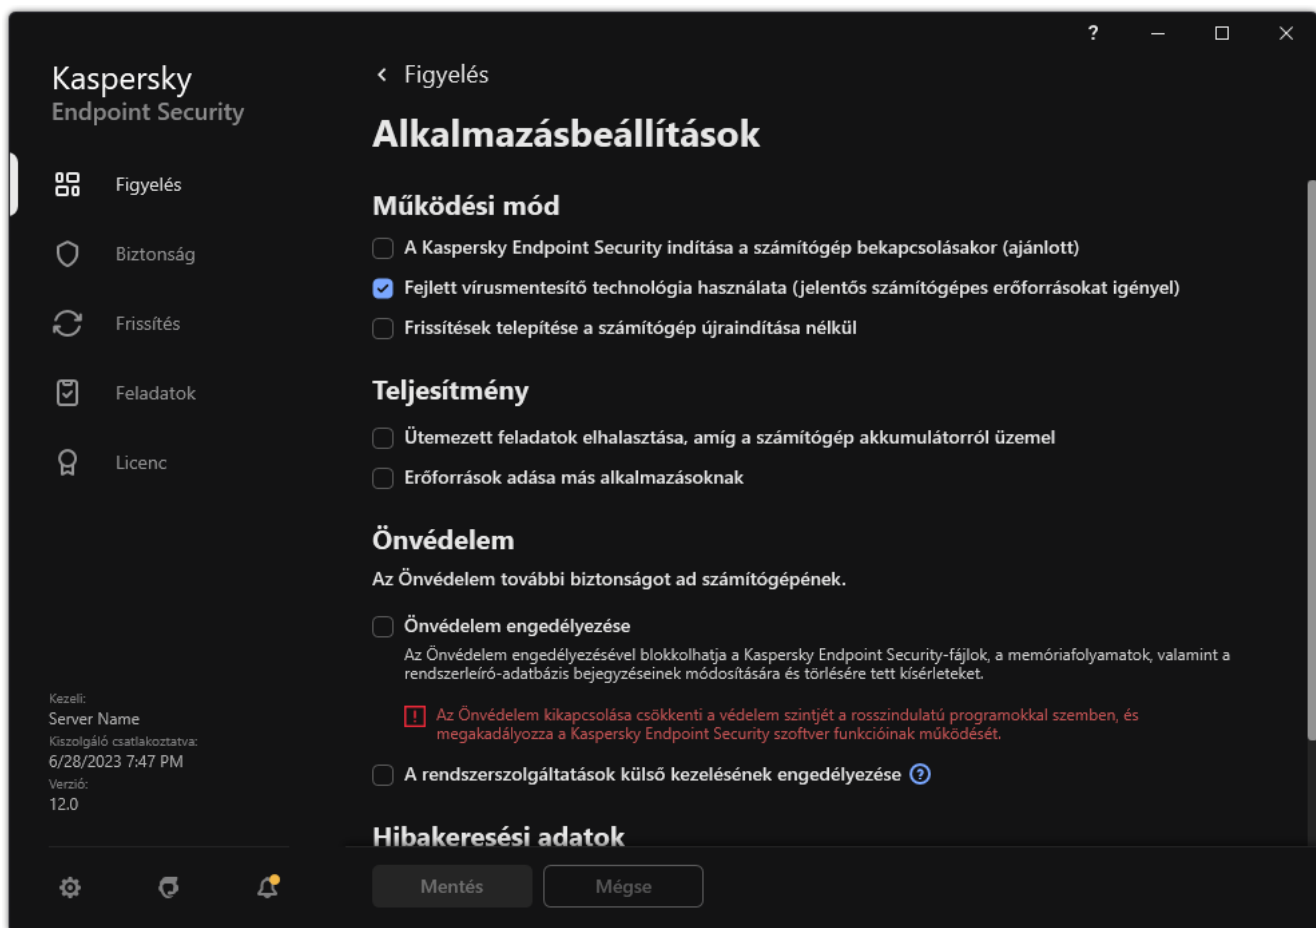 ?
Kaspersky
Endpoint Security
Figyelés
Biztonság
Frissítés
Feladatok
Licenc
Kezeli:
Server Name
Kiszolgáló csatlakoztatva:
6/28/2023 7:47 PM
Verzió:
12.0
Figyelés
Alkalmazásbeállítások
Működési mód
A Kaspersky Endpoint Security indítása a számítógép bekapcsolásakor (ajánlott)
Fejlett vírusmentesítő technológia használata (jelentős számítógépes erőforrásokat igényel)
Frissítések telepítése a számítógép újraindítása nélkül
Teljesítmény
Ütemezett feladatok elhalasztása, amíg a számítógép akkumulátorról üzemel
Erőforrások adása más alkalmazásoknak
Önvédelem
Az Önvédelem további biztonságot ad számítógépének.
Önvédelem engedélyezése
Az Önvédelem engedélyezésével blokkolhatja a Kaspersky Endpoint Security-fájlok, a memóriafolyamatok, valamint a
rendszerleíró-adatbázis bejegyzéseinek módosítására és törlésére tett kísérleteket.
Az Önvédelem kikapcsolása csökkenti a védelem szintjét a rosszindulatú programokkal szemben, és
megakadályozza a Kaspersky Endpoint Security szoftver funkcióinak működését.
A rendszerszolgáltatások külső kezelésének engedélyezése ?
Hibakeresési adatok
Mentés
Mégse